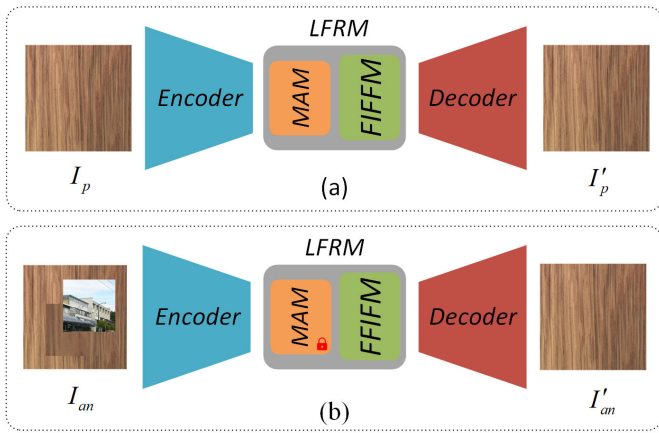 LFRM
Encoder
MAM
FIFFM
Decoder
I_p
I'_p
(a)
LFRM
Encoder
MAM
FFIFM
Decoder
I_an
I'_an
(b)